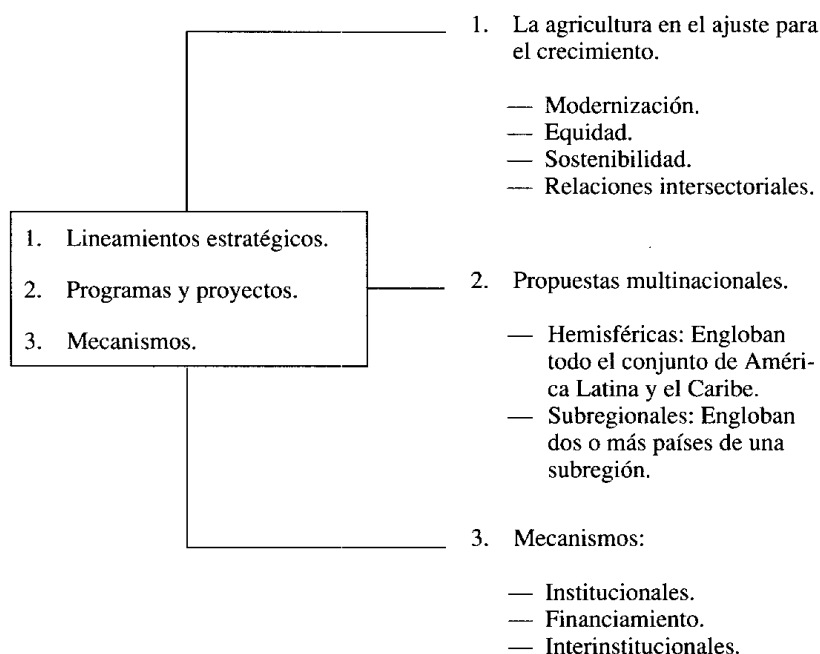 1. La agricultura en el ajuste para
el crecimiento.
— Modernización.
— Equidad.
— Sostenibilidad.
— Relaciones intersectoriales.
1. Lineamientos estratégicos.
2. Programas y proyectos.
3. Mecanismos.
2. Propuestas multinacionales.
— Hemisféricas: Engloban
todo el conjunto de Améri-
ca Latina y el Caribe.
— Subregionales: Engloban
dos o más países de una
subregión.
3. Mecanismos:
— Institucionales.
— Financiamiento.
— Interinstitucionales.